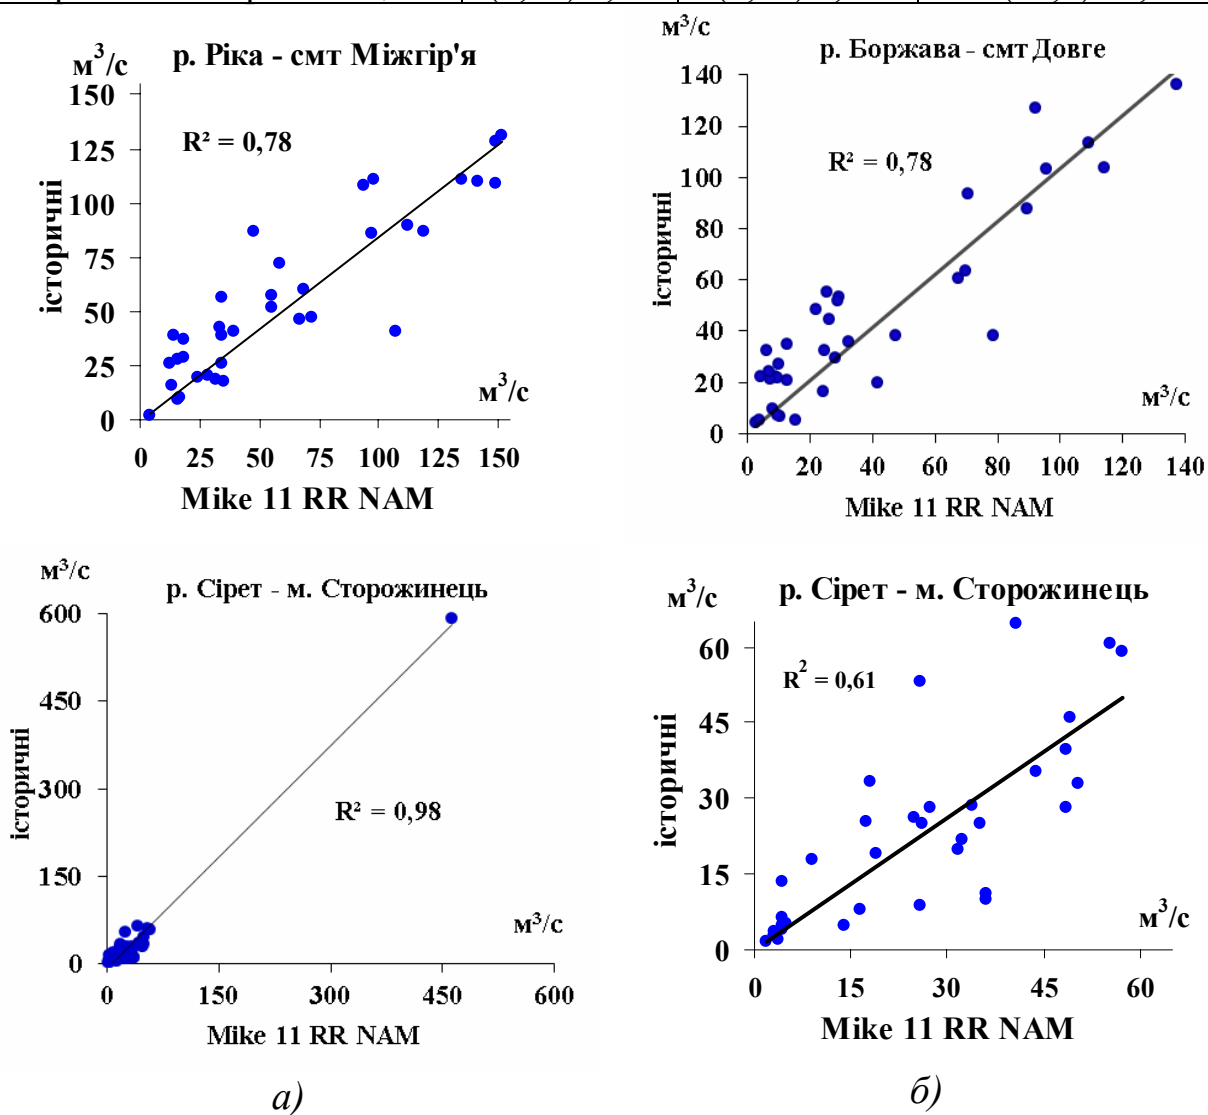 м³/с
р. Ріка - смт Міжгір'я
150
125
100
75
50
25
0
R² = 0,78
історичні
м³/с
0 25 50 75 100 125 150
Mike 11 RR NAM
м³/с
р. Боржава - смт Довге
140
120
100
80
60
40
20
0
R² = 0,78
історичні
м³/с
0 20 40 60 80 100 120 140
Mike 11 RR NAM
м³/с
р. Сірет - м. Сторожинець
600
450
300
150
0
R² = 0,98
історичні
м³/с
0 150 300 450 600
Mike 11 RR NAM
а)
м³/с
р. Сірет - м. Сторожинець
60
45
30
15
0
R² = 0,61
історичні
м³/с
0 15 30 45 60
Mike 11 RR NAM
б)